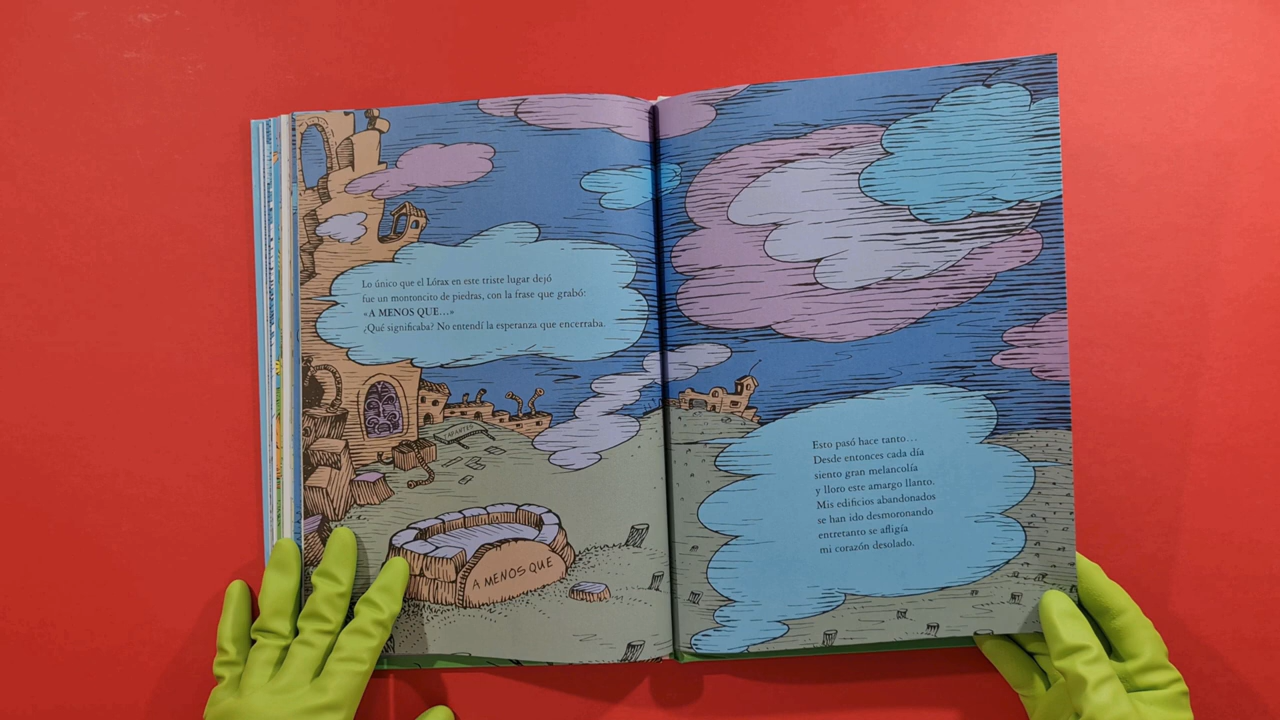 Lo único que el Lórax en este triste lugar dejó
fue un montoncito de piedras, con la frase que grabó:
«A MENOS QUE...»
¿Qué significaba? No entendí la esperanza que encerraba.
A MENOS QUE
Esto pasó hace tanto...
Desde entonces cada día
siento gran melancolía
y lloro este amargo llanto.
Mis edificios abandonados
se han ido desmoronando
entretanto se afligía
mi corazón desolado.